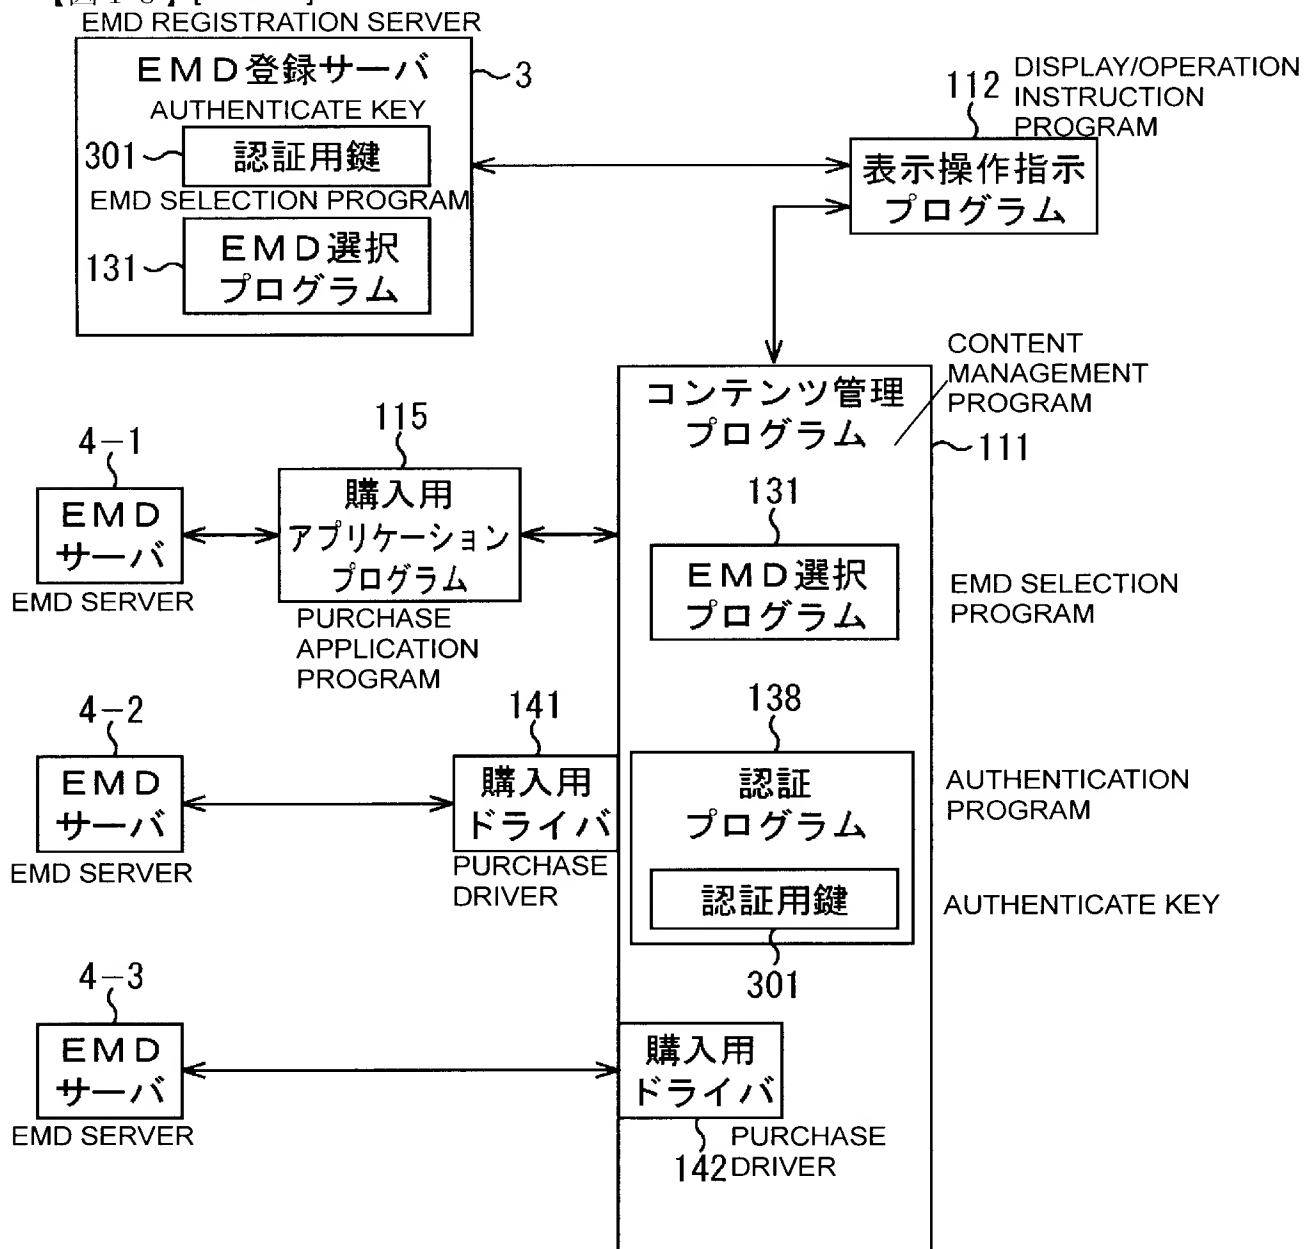 EMD REGISTRATION SERVER
EMD登録サーバ
3
AUTHENTICATE KEY
301
認証用鍵
EMD SELECTION PROGRAM
131
EMD選択
プログラム
112
DISPLAY/OPERATION
INSTRUCTION
PROGRAM
表示操作指示
プログラム
CONTENT
MANAGEMENT
PROGRAM
コンテンツ管理
プログラム
111
4-1
EMD
サーバ
EMD SERVER
115
購入用
アプリケーション
プログラム
PURCHASE
APPLICATION
PROGRAM
131
EMD選択
プログラム
EMD SELECTION
PROGRAM
4-2
EMD
サーバ
EMD SERVER
141
購入用
ドライバ
PURCHASE
DRIVER
138
認証
プログラム
AUTHENTICATION
PROGRAM
認証用鍵
AUTHENTICATE KEY
301
4-3
EMD
サーバ
EMD SERVER
購入用
ドライバ
142
PURCHASE
DRIVER